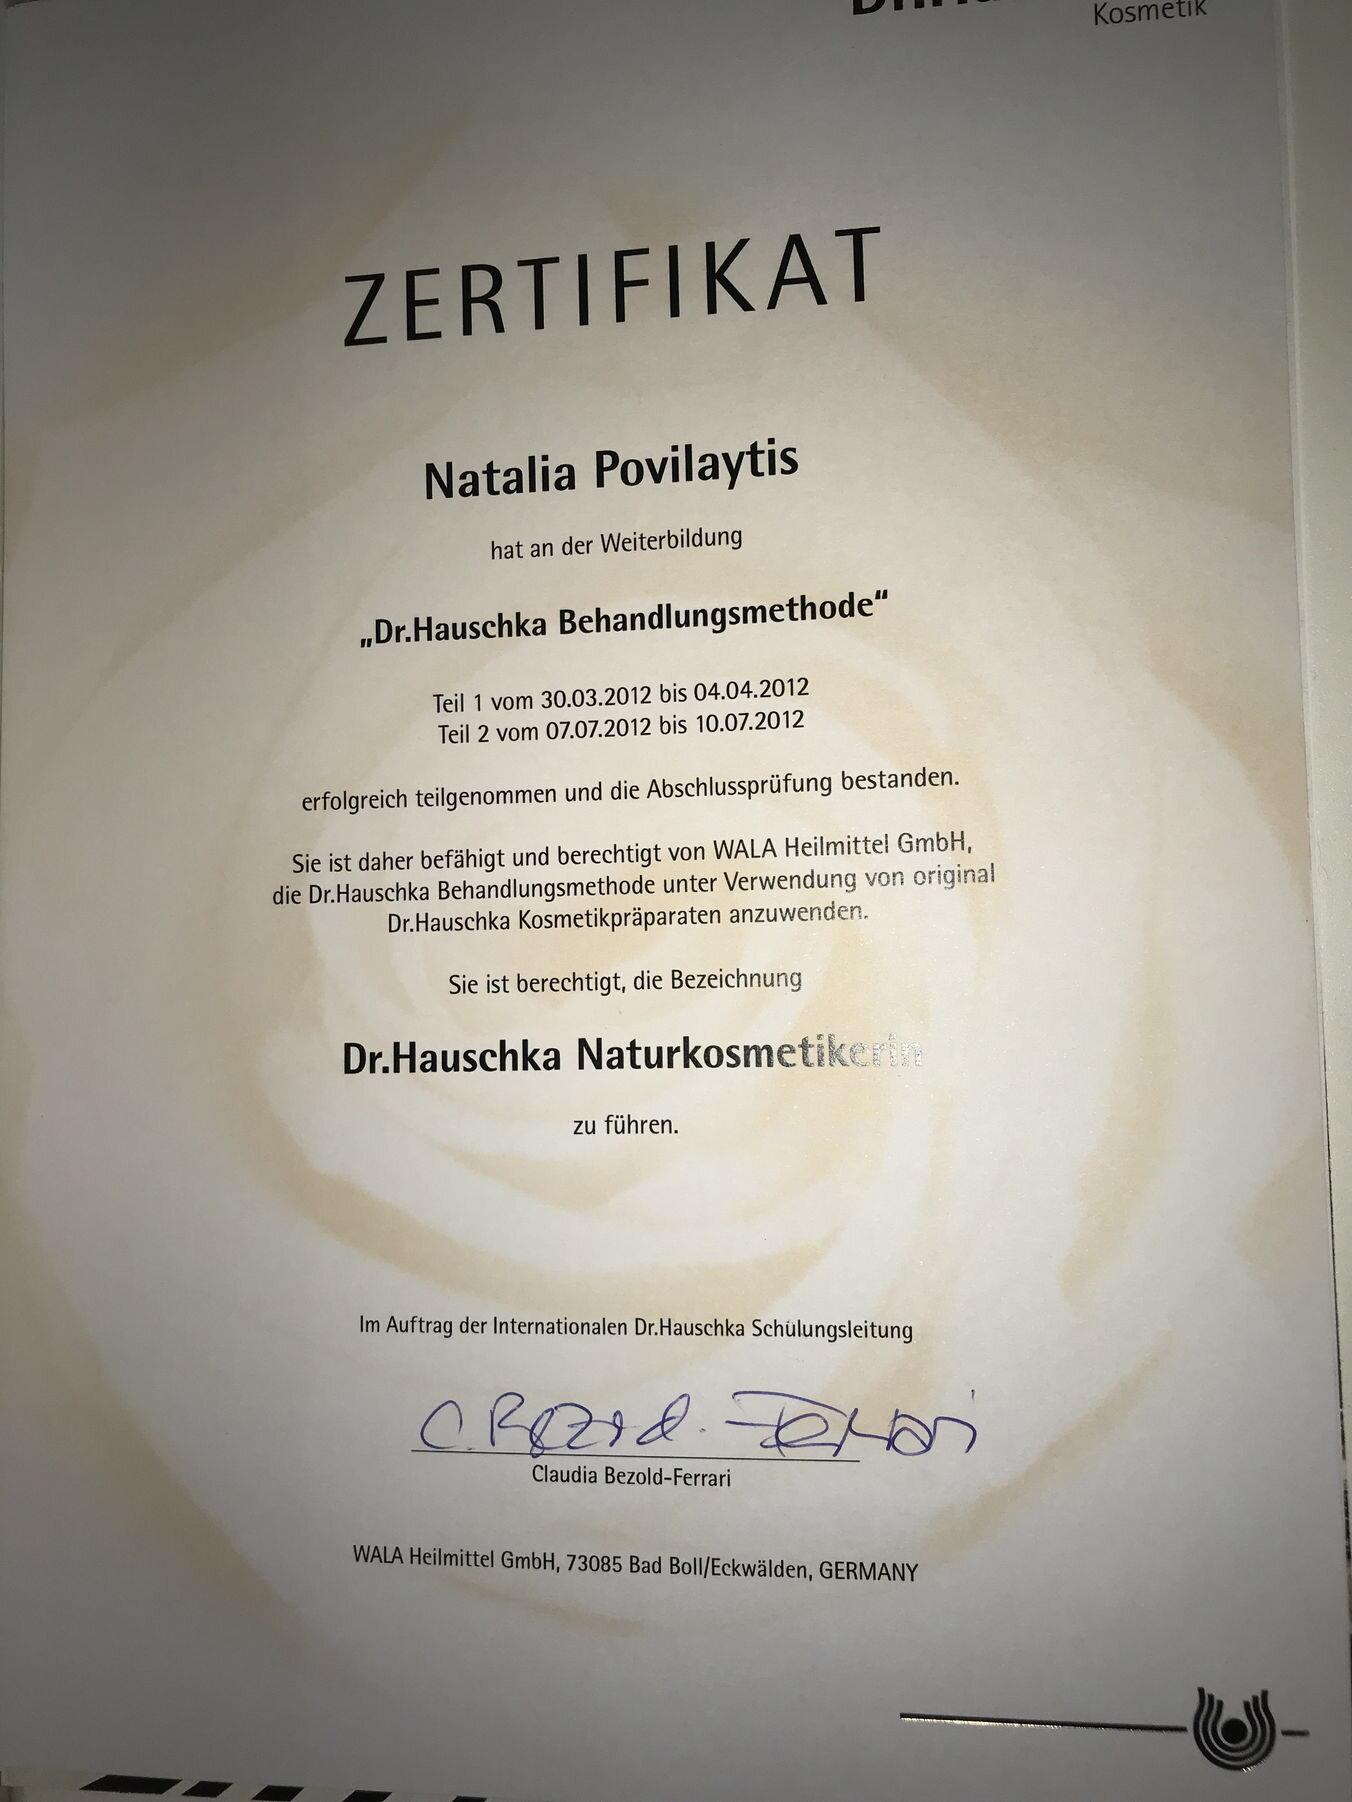 Kosmetik
ZERTIFIKAT
Natalia Povilaytis
hat an der Weiterbildung
„Dr.Hauschka Behandlungsmethode“
Teil 1 vom 30.03.2012 bis 04.04.2012
Teil 2 vom 07.07.2012 bis 10.07.2012
erfolgreich teilgenommen und die Abschlussprüfung bestanden.
Sie ist daher befähigt und berechtigt von WALA Heilmittel GmbH,
die Dr.Hauschka Behandlungsmethode unter Verwendung von original
Dr.Hauschka Kosmetikpräparaten anzuwenden.
Sie ist berechtigt, die Bezeichnung
Dr.Hauschka Naturkosmetikerin
zu führen.
Im Auftrag der Internationalen Dr.Hauschka Schulungsleitung
C. Bezold-Ferrari
Claudia Bezold-Ferrari
WALA Heilmittel GmbH, 73085 Bad Boll/Eckwälden, GERMANY